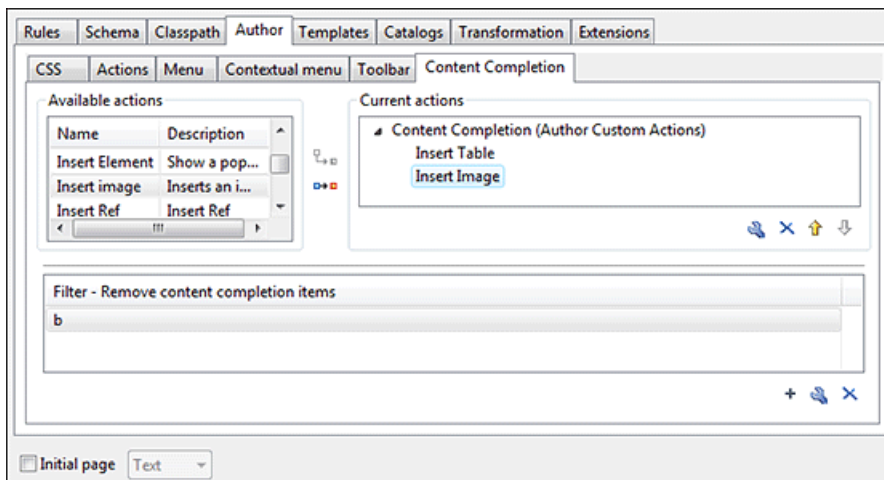 Rules Schema Classpath Author Templates Catalogs Transformation Extensions
CSS Actions Menu Contextual menu Toolbar Content Completion
Available actions
Name Description
Insert Element Show a pop...
Insert image Inserts an i...
Insert Ref Insert Ref
Current actions
Content Completion (Author Custom Actions)
Insert Table
Insert Image
Filter - Remove content completion items
b
Initial page Text